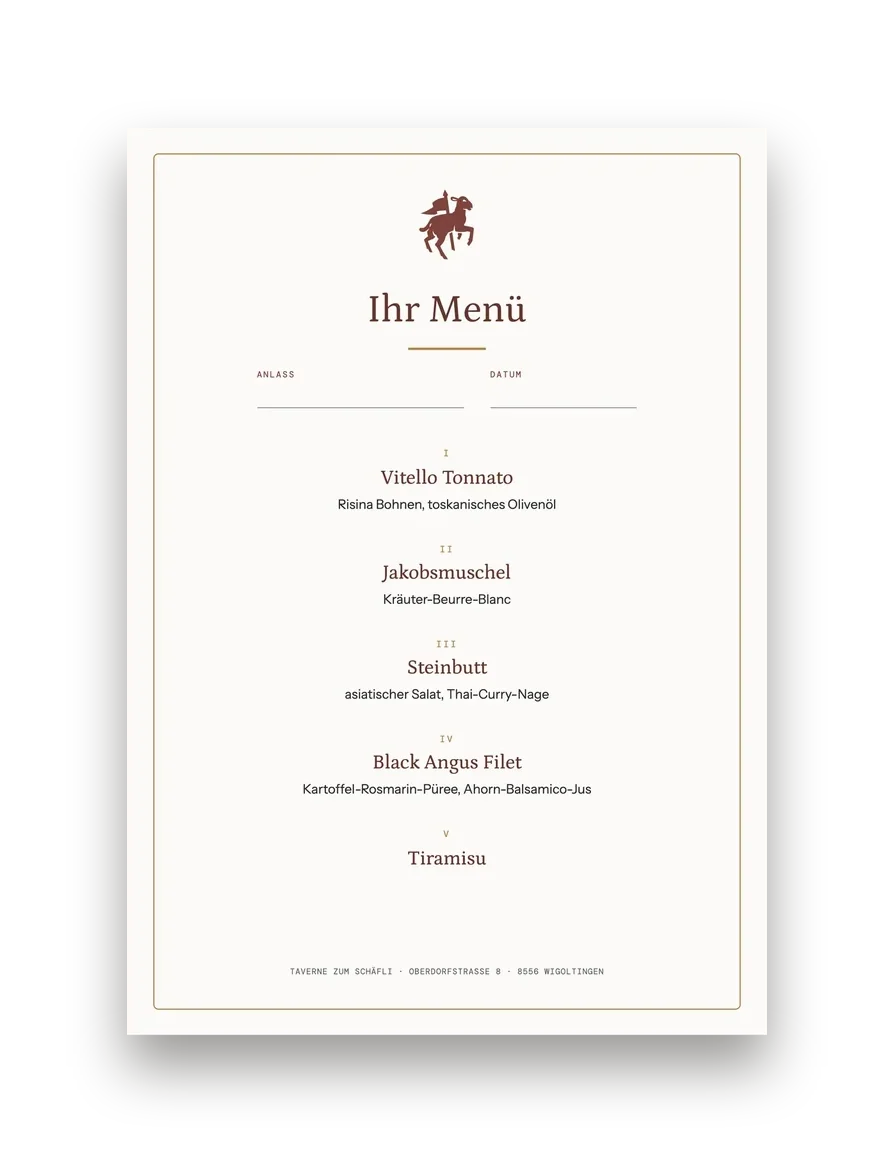 Ihr Menü
ANLASS DATUM
I
Vitello Tonnato
Risina Bohnen, toskanisches Olivenöl
II
Jakobsmuschel
Kräuter-Beurre-Blanc
III
Steinbutt
asiatischer Salat, Thai-Curry-Nage
IV
Black Angus Filet
Kartoffel-Rosmarin-Püree, Ahorn-Balsamico-Jus
V
Tiramisu
TAVERNE ZUM SCHÄFLI · OBERDORFSTRASSE 8 · 8556 WIGOLTINGEN